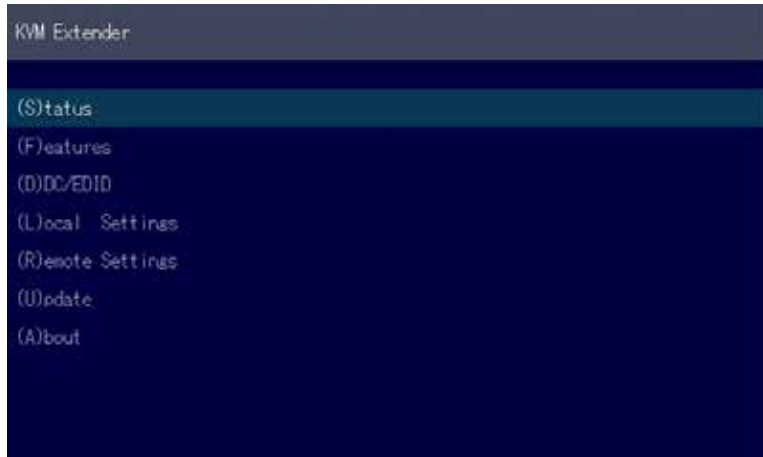 KVM Extender
(S)tatus
(F)eatures
(D)DC/EDID
(L)ocal  Settings
(R)emote Settings
(U)pdate
(A)bout